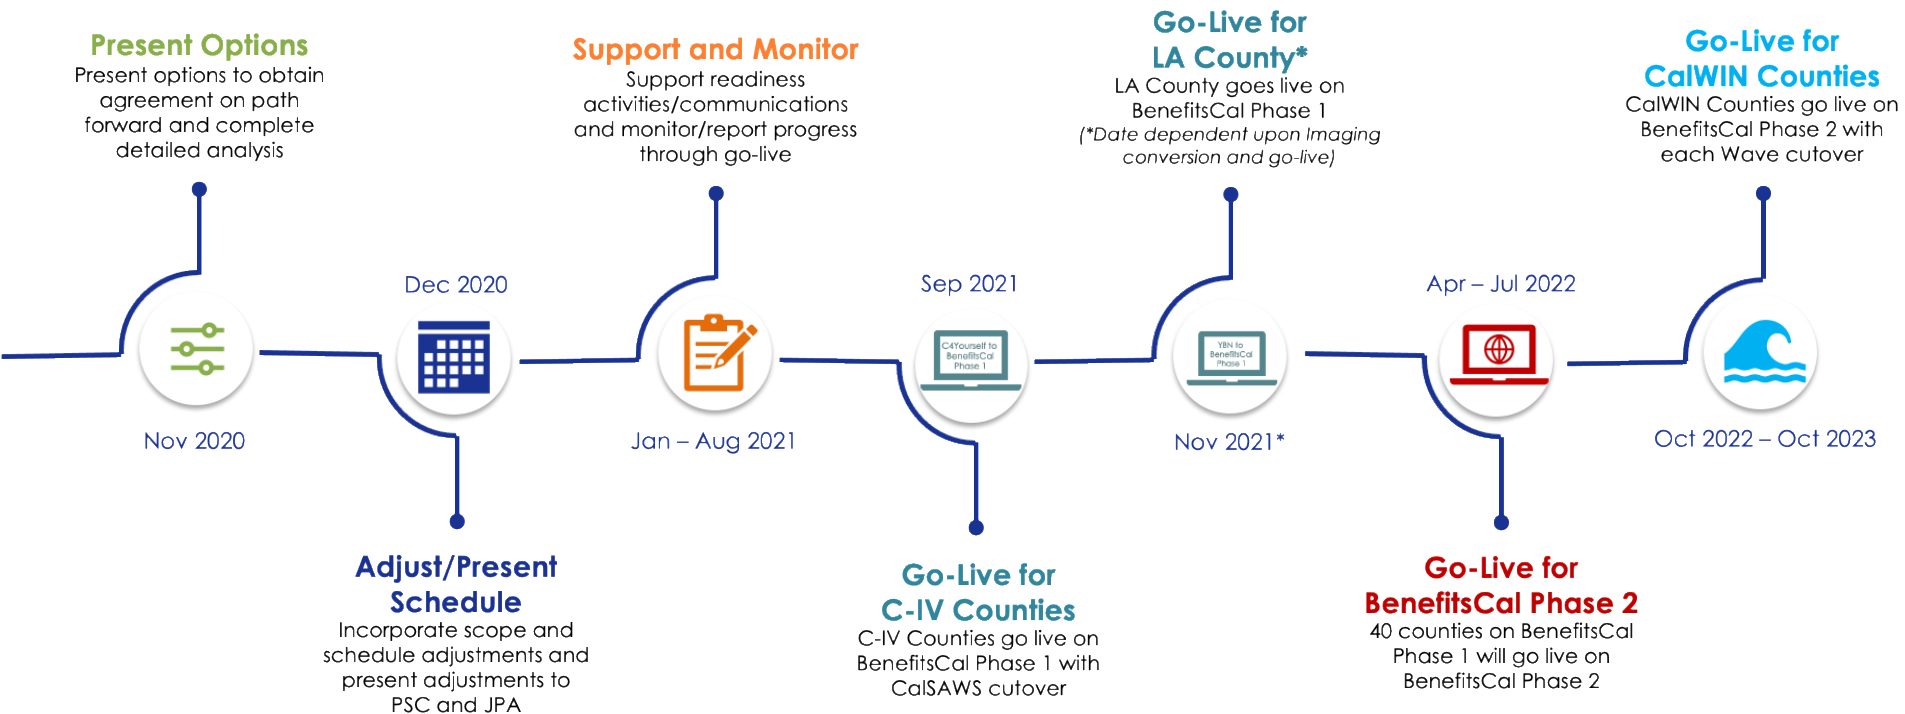 Present Options
Present options to obtain
agreement on path
forward and complete
detailed analysis
Nov 2020
Dec 2020
Adjust/Present
Schedule
Incorporate scope and
schedule adjustments and
present adjustments to
PSC and JPA
Support and Monitor
Support readiness
activities/communications
and monitor/report progress
through go-live
Jan – Aug 2021
Sep 2021
C4Yourself to
BenefitsCal
Phase 1
Go-Live for
C-IV Counties
C-IV Counties go live on
BenefitsCal Phase 1 with
CalSAWS cutover
Go-Live for
LA County*
LA County goes live on
BenefitsCal Phase 1
(*Date dependent upon Imaging
conversion and go-live)
YBN to
BenefitsCal
Phase 1
Nov 2021*
Apr – Jul 2022
Go-Live for
BenefitsCal Phase 2
40 counties on BenefitsCal
Phase 1 will go live on
BenefitsCal Phase 2
Go-Live for
CalWIN Counties
CalWIN Counties go live on
BenefitsCal Phase 2 with
each Wave cutover
Oct 2022 – Oct 2023